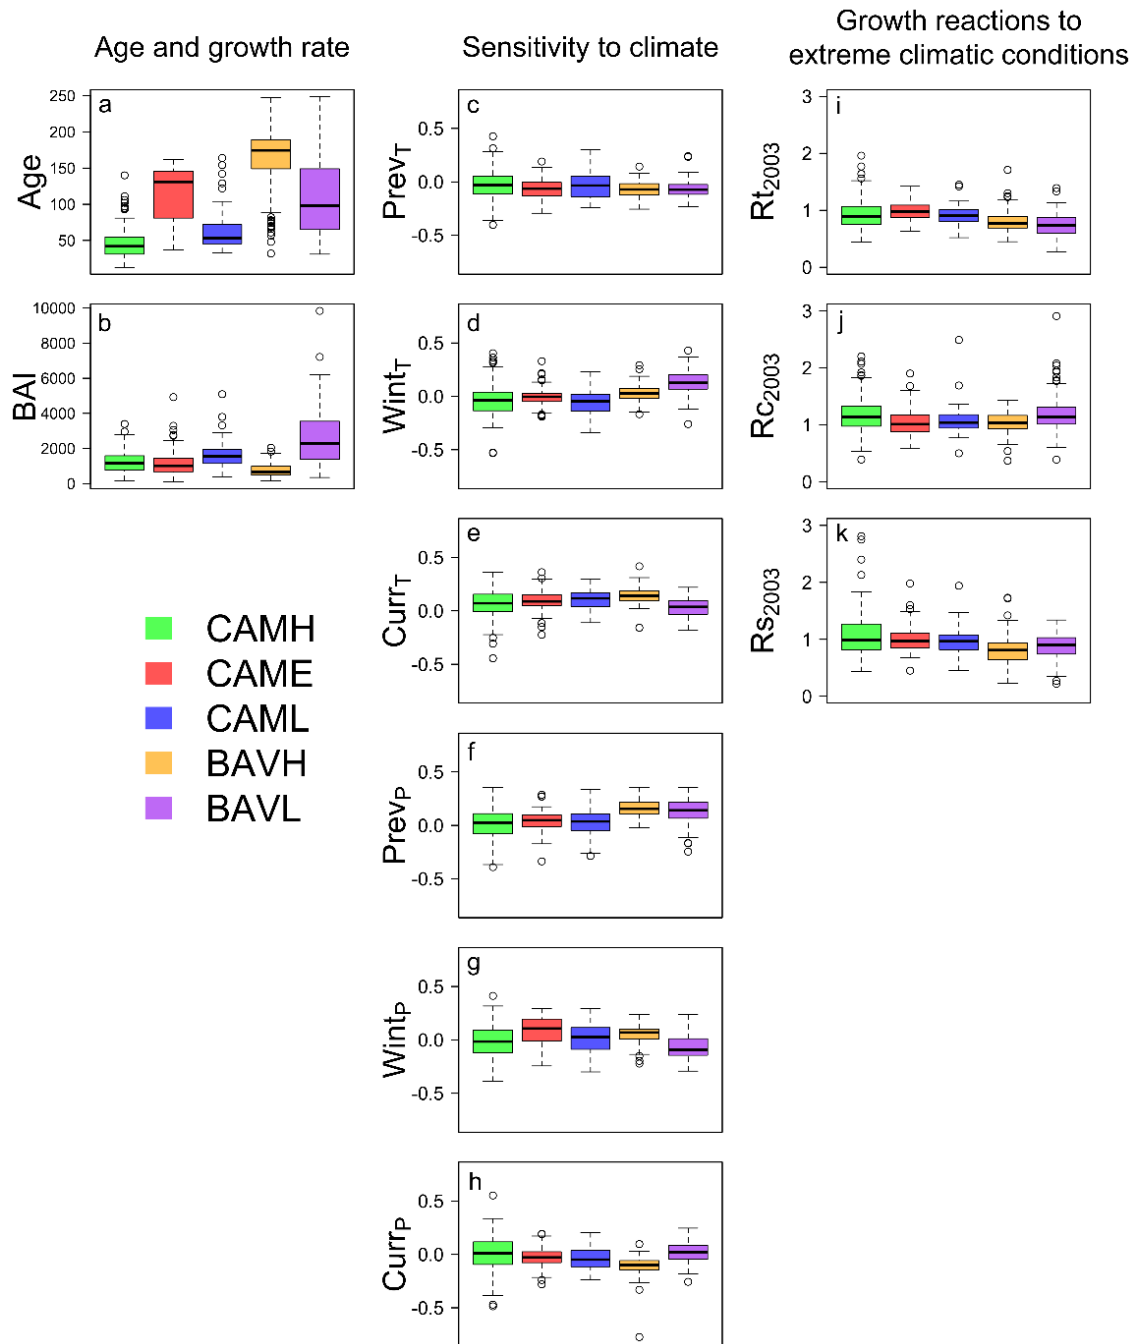 Age and growth rate
Sensitivity to climate
Growth reactions to
extreme climatic conditions
a
Age
250
200
150
100
50
b
BAI
10000
8000
6000
4000
2000
0
CAMH
CAME
CAML
BAVH
BAVL
c
PrevT
0.5
0.0
-0.5
d
WintT
0.5
0.0
-0.5
e
CurrT
0.5
0.0
-0.5
f
PrevP
0.5
0.0
-0.5
g
WintP
0.5
0.0
-0.5
h
CurrP
0.5
0.0
-0.5
i
Rt2003
3
2
1
0
j
Rc2003
3
2
1
0
k
Rs2003
3
2
1
0